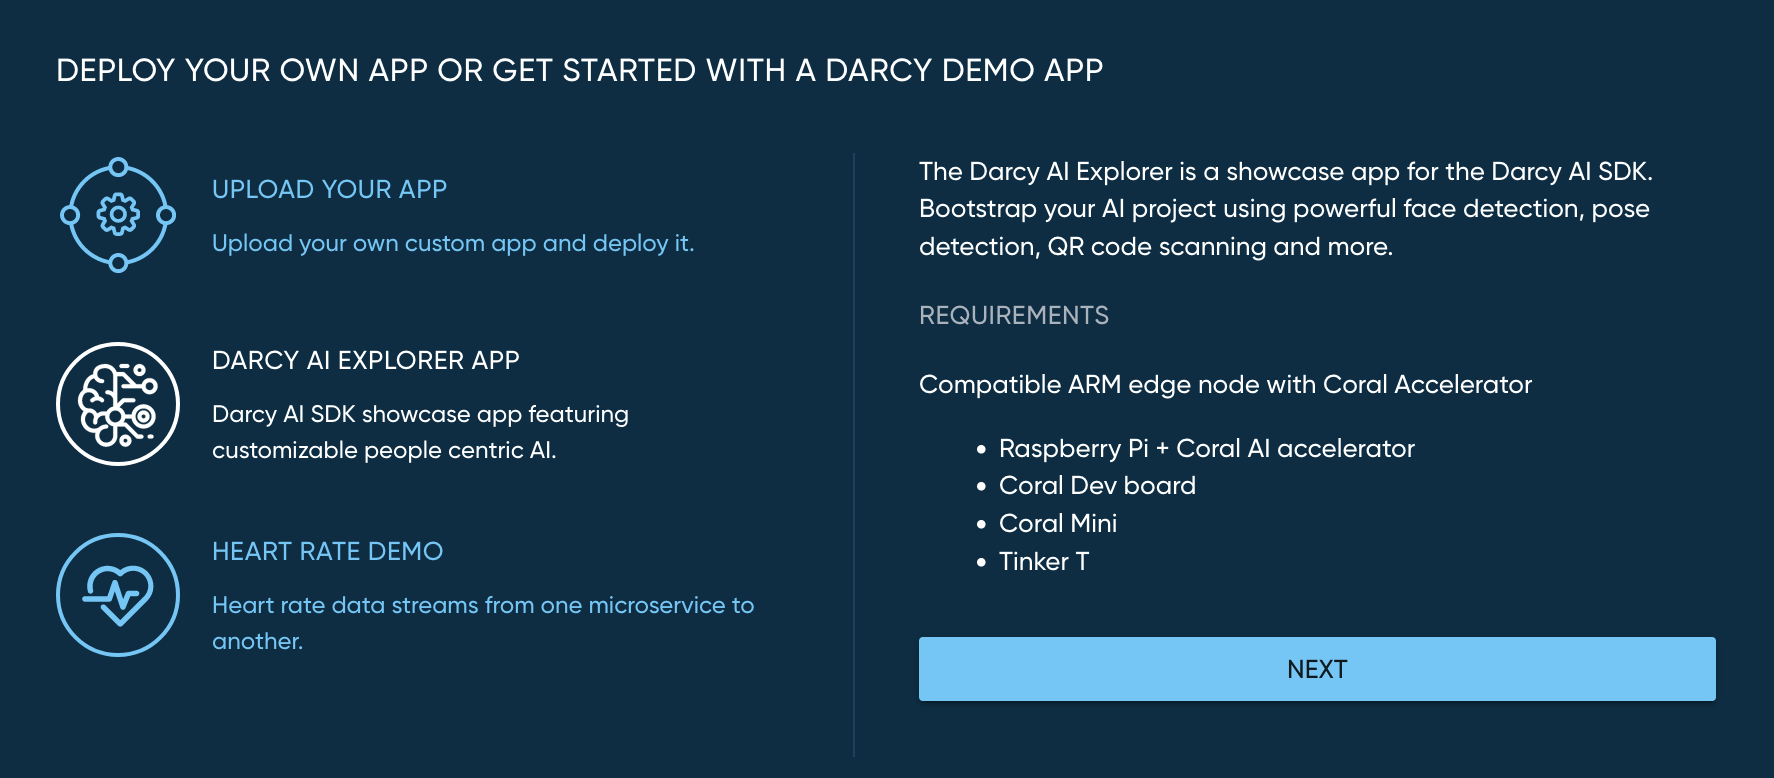 DEPLOY YOUR OWN APP OR GET STARTED WITH A DARCY DEMO APP
UPLOAD YOUR APP
Upload your own custom app and deploy it.
DARCY AI EXPLORER APP
Darcy AI SDK showcase app featuring
customizable people centric AI.
HEART RATE DEMO
Heart rate data streams from one microservice to
another.
The Darcy AI Explorer is a showcase app for the Darcy AI SDK.
Bootstrap your AI project using powerful face detection, pose
detection, QR code scanning and more.
REQUIREMENTS
Compatible ARM edge node with Coral Accelerator
• Raspberry Pi + Coral AI accelerator
• Coral Dev board
• Coral Mini
• Tinker T
NEXT